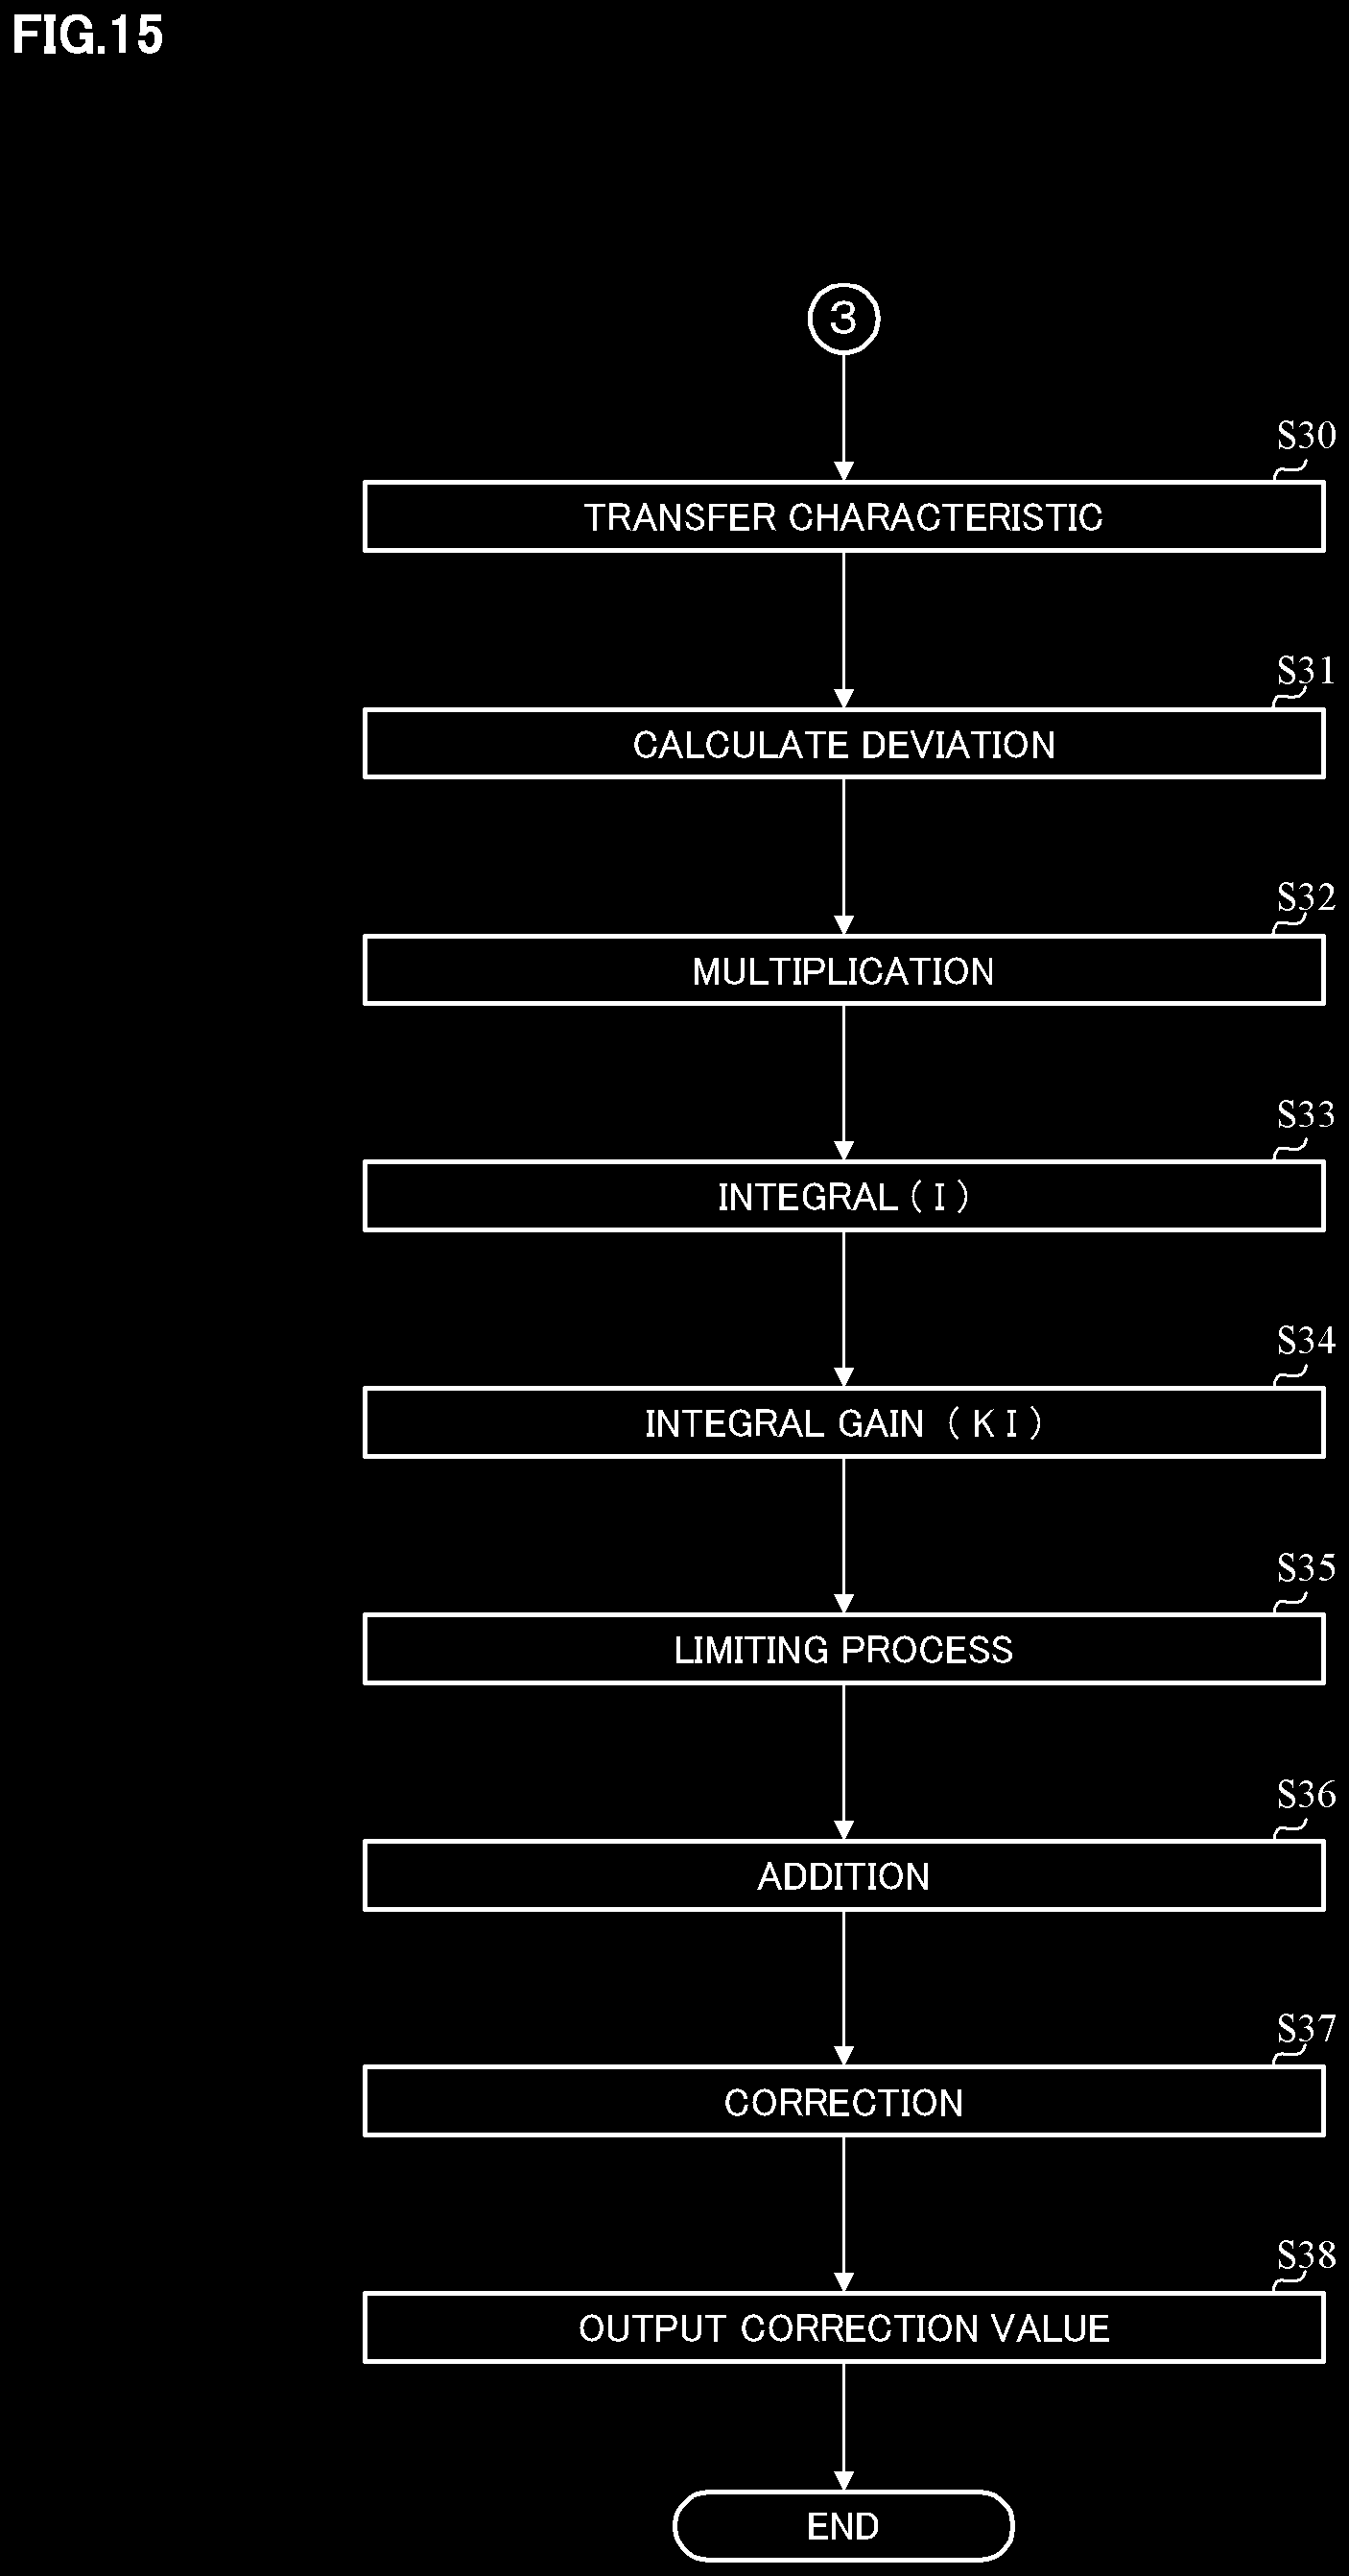 FIG.15
3
S30
TRANSFER CHARACTERISTIC
S31
CALCULATE DEVIATION
S32
MULTIPLICATION
S33
INTEGRAL ( I )
S34
INTEGRAL GAIN ( K I )
S35
LIMITING PROCESS
S36
ADDITION
S37
CORRECTION
S38
OUTPUT CORRECTION VALUE
END